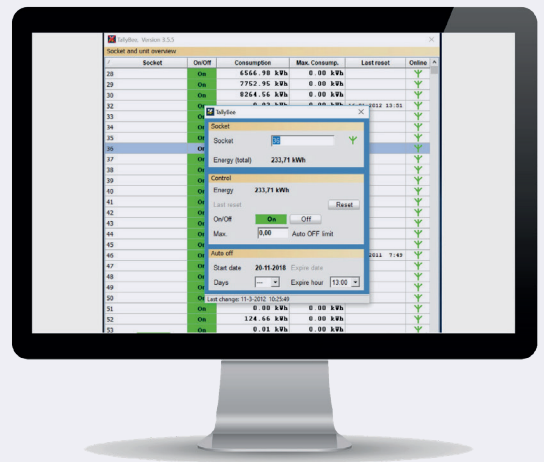 TallyBee Version 3.5.5
Socket and unit overview
Socket On/Off Consumption Max. Consump. Last reset Online
28 On 6566.98 kWh 0.00 kWh
29 On 7752.95 kWh 0.00 kWh
30 On 8264.56 kWh 0.00 kWh
32 2012 13:51
33
34
35
36
37
38
39
40
41
42
43
44
45
46 2011 7:49
47
48
49
50
51 On 0.00 kWh 0.00 kWh
52 On 124.66 kWh 0.00 kWh
53 On 0.01 kWh 0.00 kWh
TallyBee
Socket
Socket 36
Energy (total) 233,71 kWh
Control
Energy 233,71 kWh
Last reset Reset
On/Off On Off
Max. 0,00 Auto OFF limit
Auto off
Start date 20-11-2018 Expire date
Days --- Expire hour 13:00
Last change: 11-3-2012 10:25:49